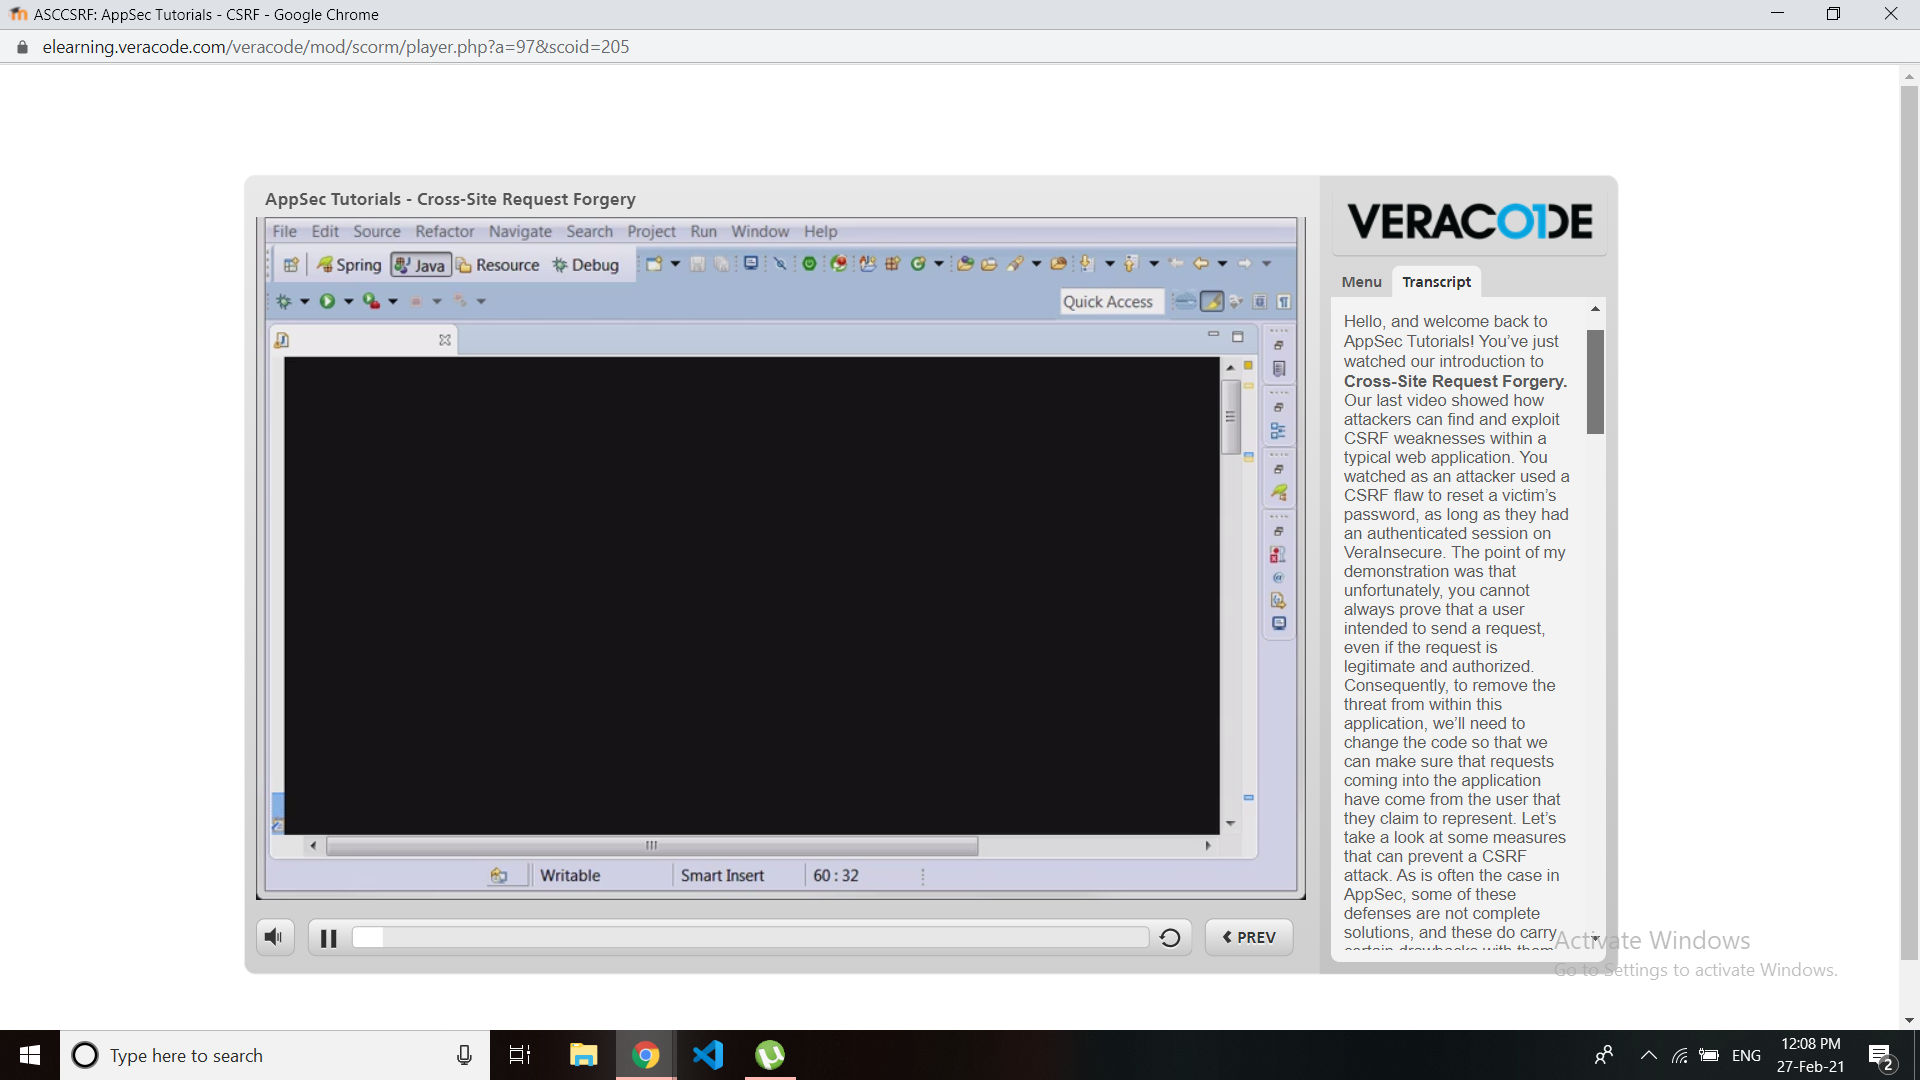 ASCCSRF: AppSec Tutorials - CSRF - Google Chrome
elearning.veracode.com/veracode/mod/scorm/player.php?a=97&scoid=205
AppSec Tutorials - Cross-Site Request Forgery
File Edit Source Refactor Navigate Search Project Run Window Help
Spring Java Resource Debug
Quick Access
Writable Smart Insert 60 : 32
PREV
VERACODE
Menu Transcript
Hello, and welcome back to
AppSec Tutorials! You've just
watched our introduction to
Cross-Site Request Forgery.
Our last video showed how
attackers can find and exploit
CSRF weaknesses within a
typical web application. You
watched as an attacker used a
CSRF flaw to reset a victim's
password, as long as they had
an authenticated session on
VeraInsecure. The point of my
demonstration was that
unfortunately, you cannot
always prove that a user
intended to send a request,
even if the request is
legitimate and authorized.
Consequently, to remove the
threat from within this
application, we'll need to
change the code so that we
can make sure that requests
coming into the application
have come from the user that
they claim to represent. Let's
take a look at some measures
that can prevent a CSRF
attack. As is often the case in
AppSec, some of these
defenses are not complete
solutions, and these do carry
certain drawbacks with them
Activate Windows
Go to Settings to activate Windows.
Type here to search
ENG
12:08 PM
27-Feb-21
2